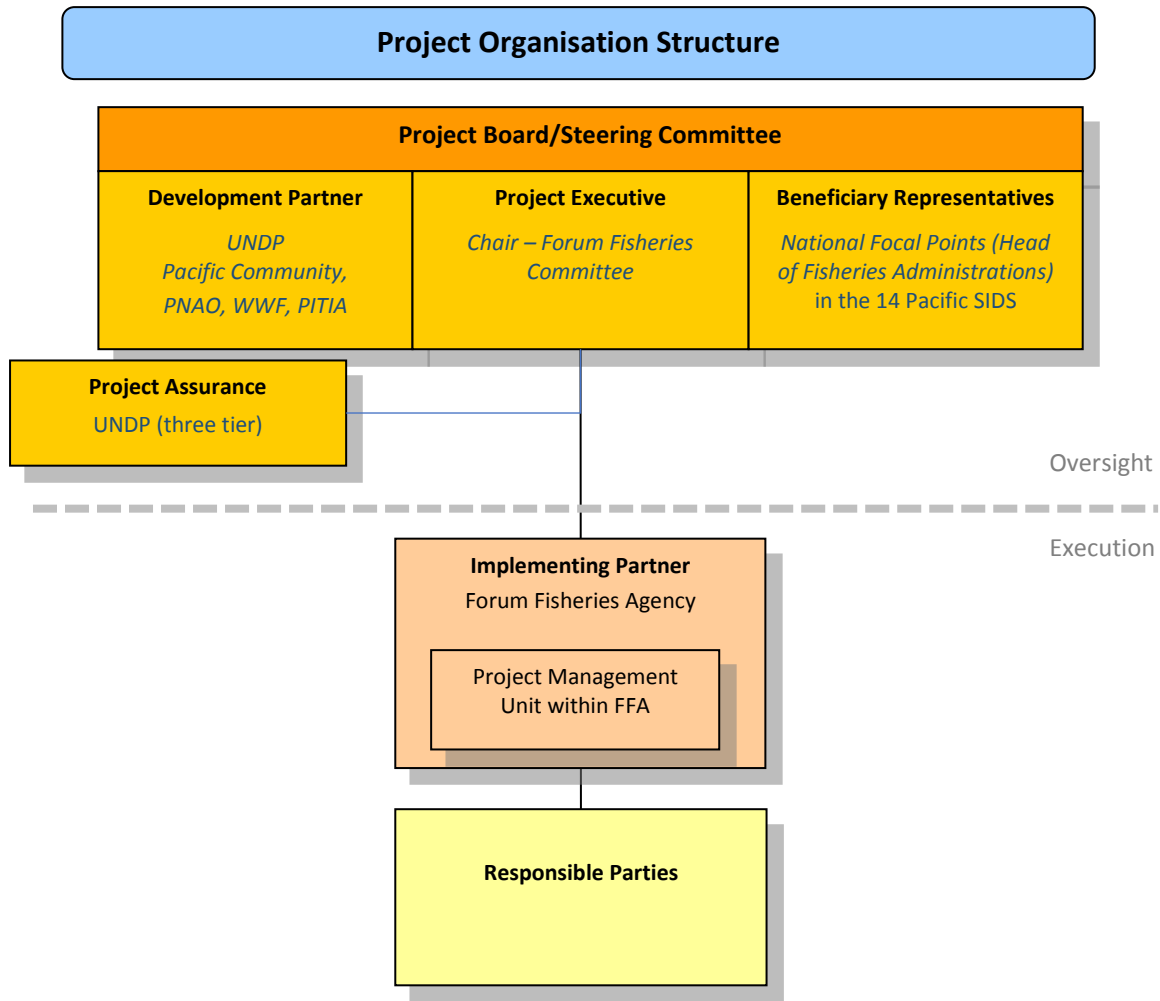 Project Organisation Structure
Project Board/Steering Committee
Development Partner
UNDP
Pacific Community,
PNAO, WWF, PITIA
Project Executive
Chair – Forum Fisheries
Committee
Beneficiary Representatives
National Focal Points (Head
of Fisheries Administrations)
in the 14 Pacific SIDS
Project Assurance
UNDP (three tier)
Oversight
Execution
Implementing Partner
Forum Fisheries Agency
Project Management
Unit within FFA
Responsible Parties